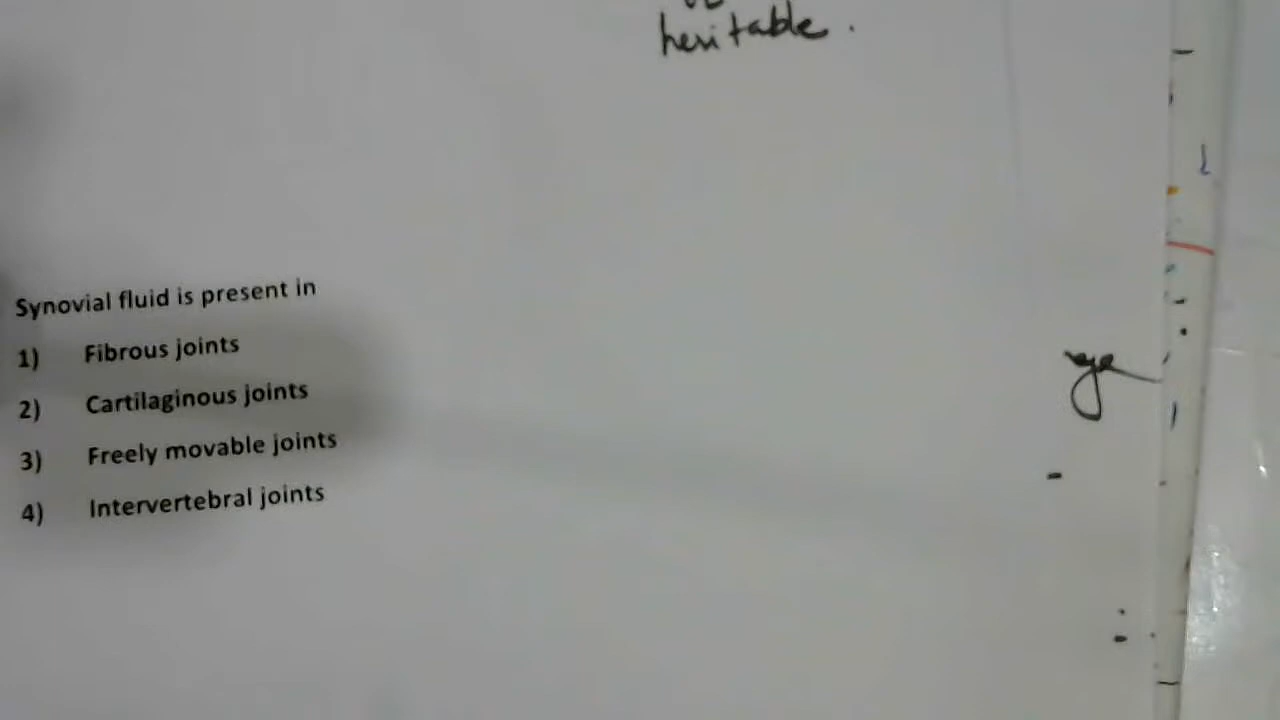 heritable.
Synovial fluid is present in
1) Fibrous joints
2) Cartilaginous joints
3) Freely movable joints
4) Intervertebral joints